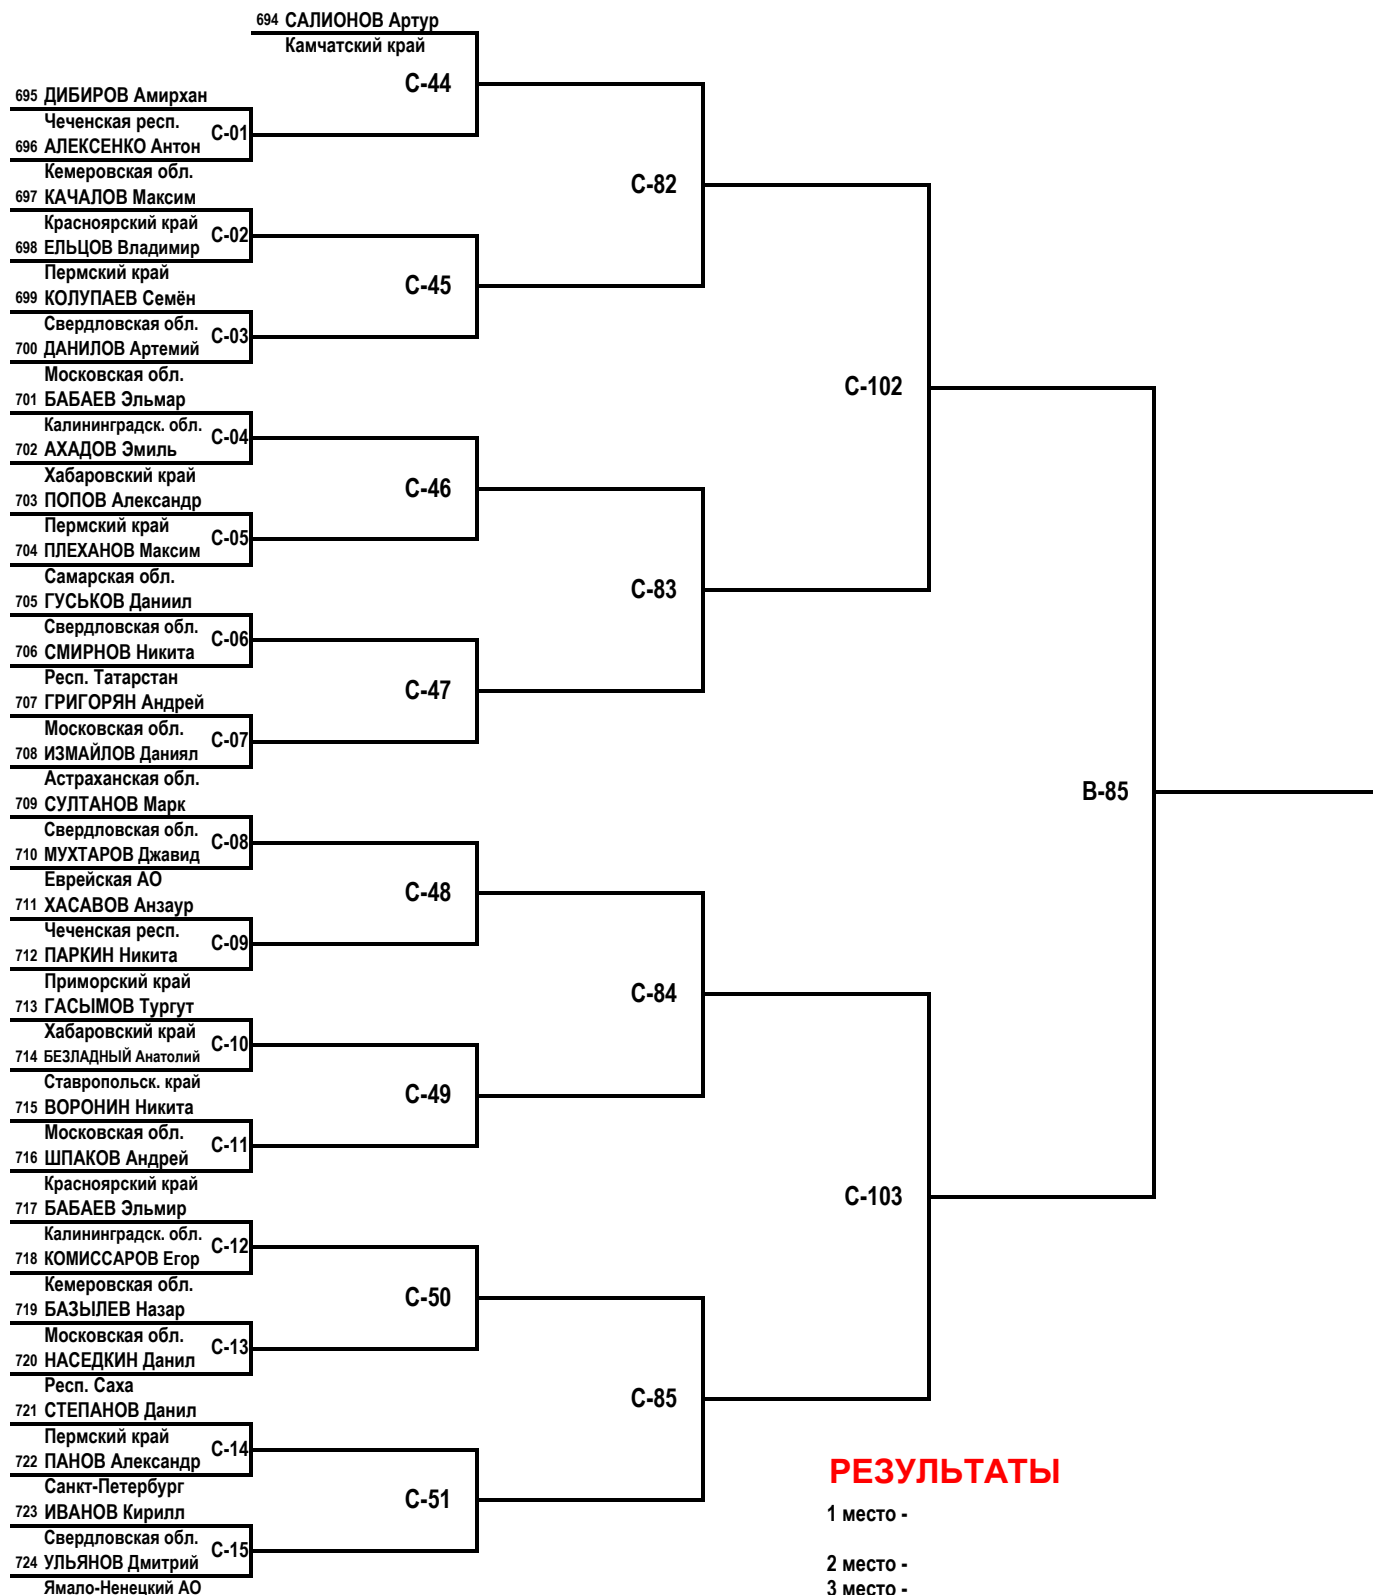 694 САЛИОНОВ Артур
Камчатский край
С-44
695 ДИБИРОВ Амирхан
Чеченская респ.
С-01
696 АЛЕКСЕНКО Антон
Кемеровская обл.
С-82
697 КАЧАЛОВ Максим
Красноярский край
С-02
698 ЕЛЬЦОВ Владимир
Пермский край
С-45
699 КОЛУПАЕВ Семён
Свердловская обл.
С-03
700 ДАНИЛОВ Артемий
Московская обл.
С-102
701 БАБАЕВ Эльмар
Калининградск. обл.
С-04
702 АХАДОВ Эмиль
Хабаровский край
С-46
703 ПОПОВ Александр
Пермский край
С-05
704 ПЛЕХАНОВ Максим
Самарская обл.
С-83
705 ГУСЬКОВ Даниил
Свердловская обл.
С-06
706 СМИРНОВ Никита
Респ. Татарстан
С-47
707 ГРИГОРЯН Андрей
Московская обл.
С-07
708 ИЗМАЙЛОВ Даниял
Астраханская обл.
В-85
709 СУЛТАНОВ Марк
Свердловская обл.
С-08
710 МУХТАРОВ Джавид
Еврейская АО
С-48
711 ХАСАВОВ Анзаур
Чеченская респ.
С-09
712 ПАРКИН Никита
Приморский край
С-84
713 ГАСЫМОВ Тургут
Хабаровский край
С-10
714 БЕЗЛАДНЫЙ Анатолий
Ставропольск. край
С-49
715 ВОРОНИН Никита
Московская обл.
С-11
716 ШПАКОВ Андрей
Красноярский край
С-103
717 БАБАЕВ Эльмир
Калининградск. обл.
С-12
718 КОМИССАРОВ Егор
Кемеровская обл.
С-50
719 БАЗЫЛЕВ Назар
Московская обл.
С-13
720 НАСЕДКИН Данил
Респ. Саха
С-85
721 СТЕПАНОВ Данил
Пермский край
С-14
722 ПАНОВ Александр
Санкт-Петербург
С-51
723 ИВАНОВ Кирилл
Свердловская обл.
С-15
724 УЛЬЯНОВ Дмитрий
Ямало-Ненецкий АО
РЕЗУЛЬТАТЫ
1 место -
2 место -
3 место -